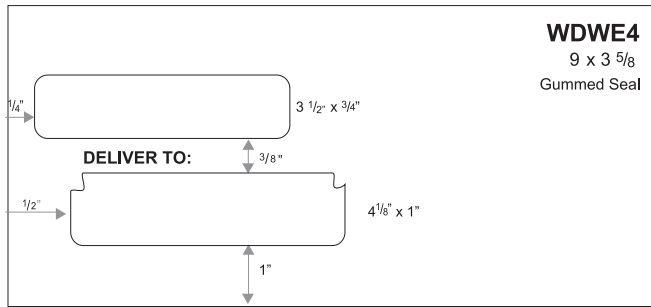 WDWE4
9 x 3 5/8
Gummed Seal
1/4"
3 1/2" x 3/4"
DELIVER TO:
3/8"
1/2"
4 1/8" x 1"
1"